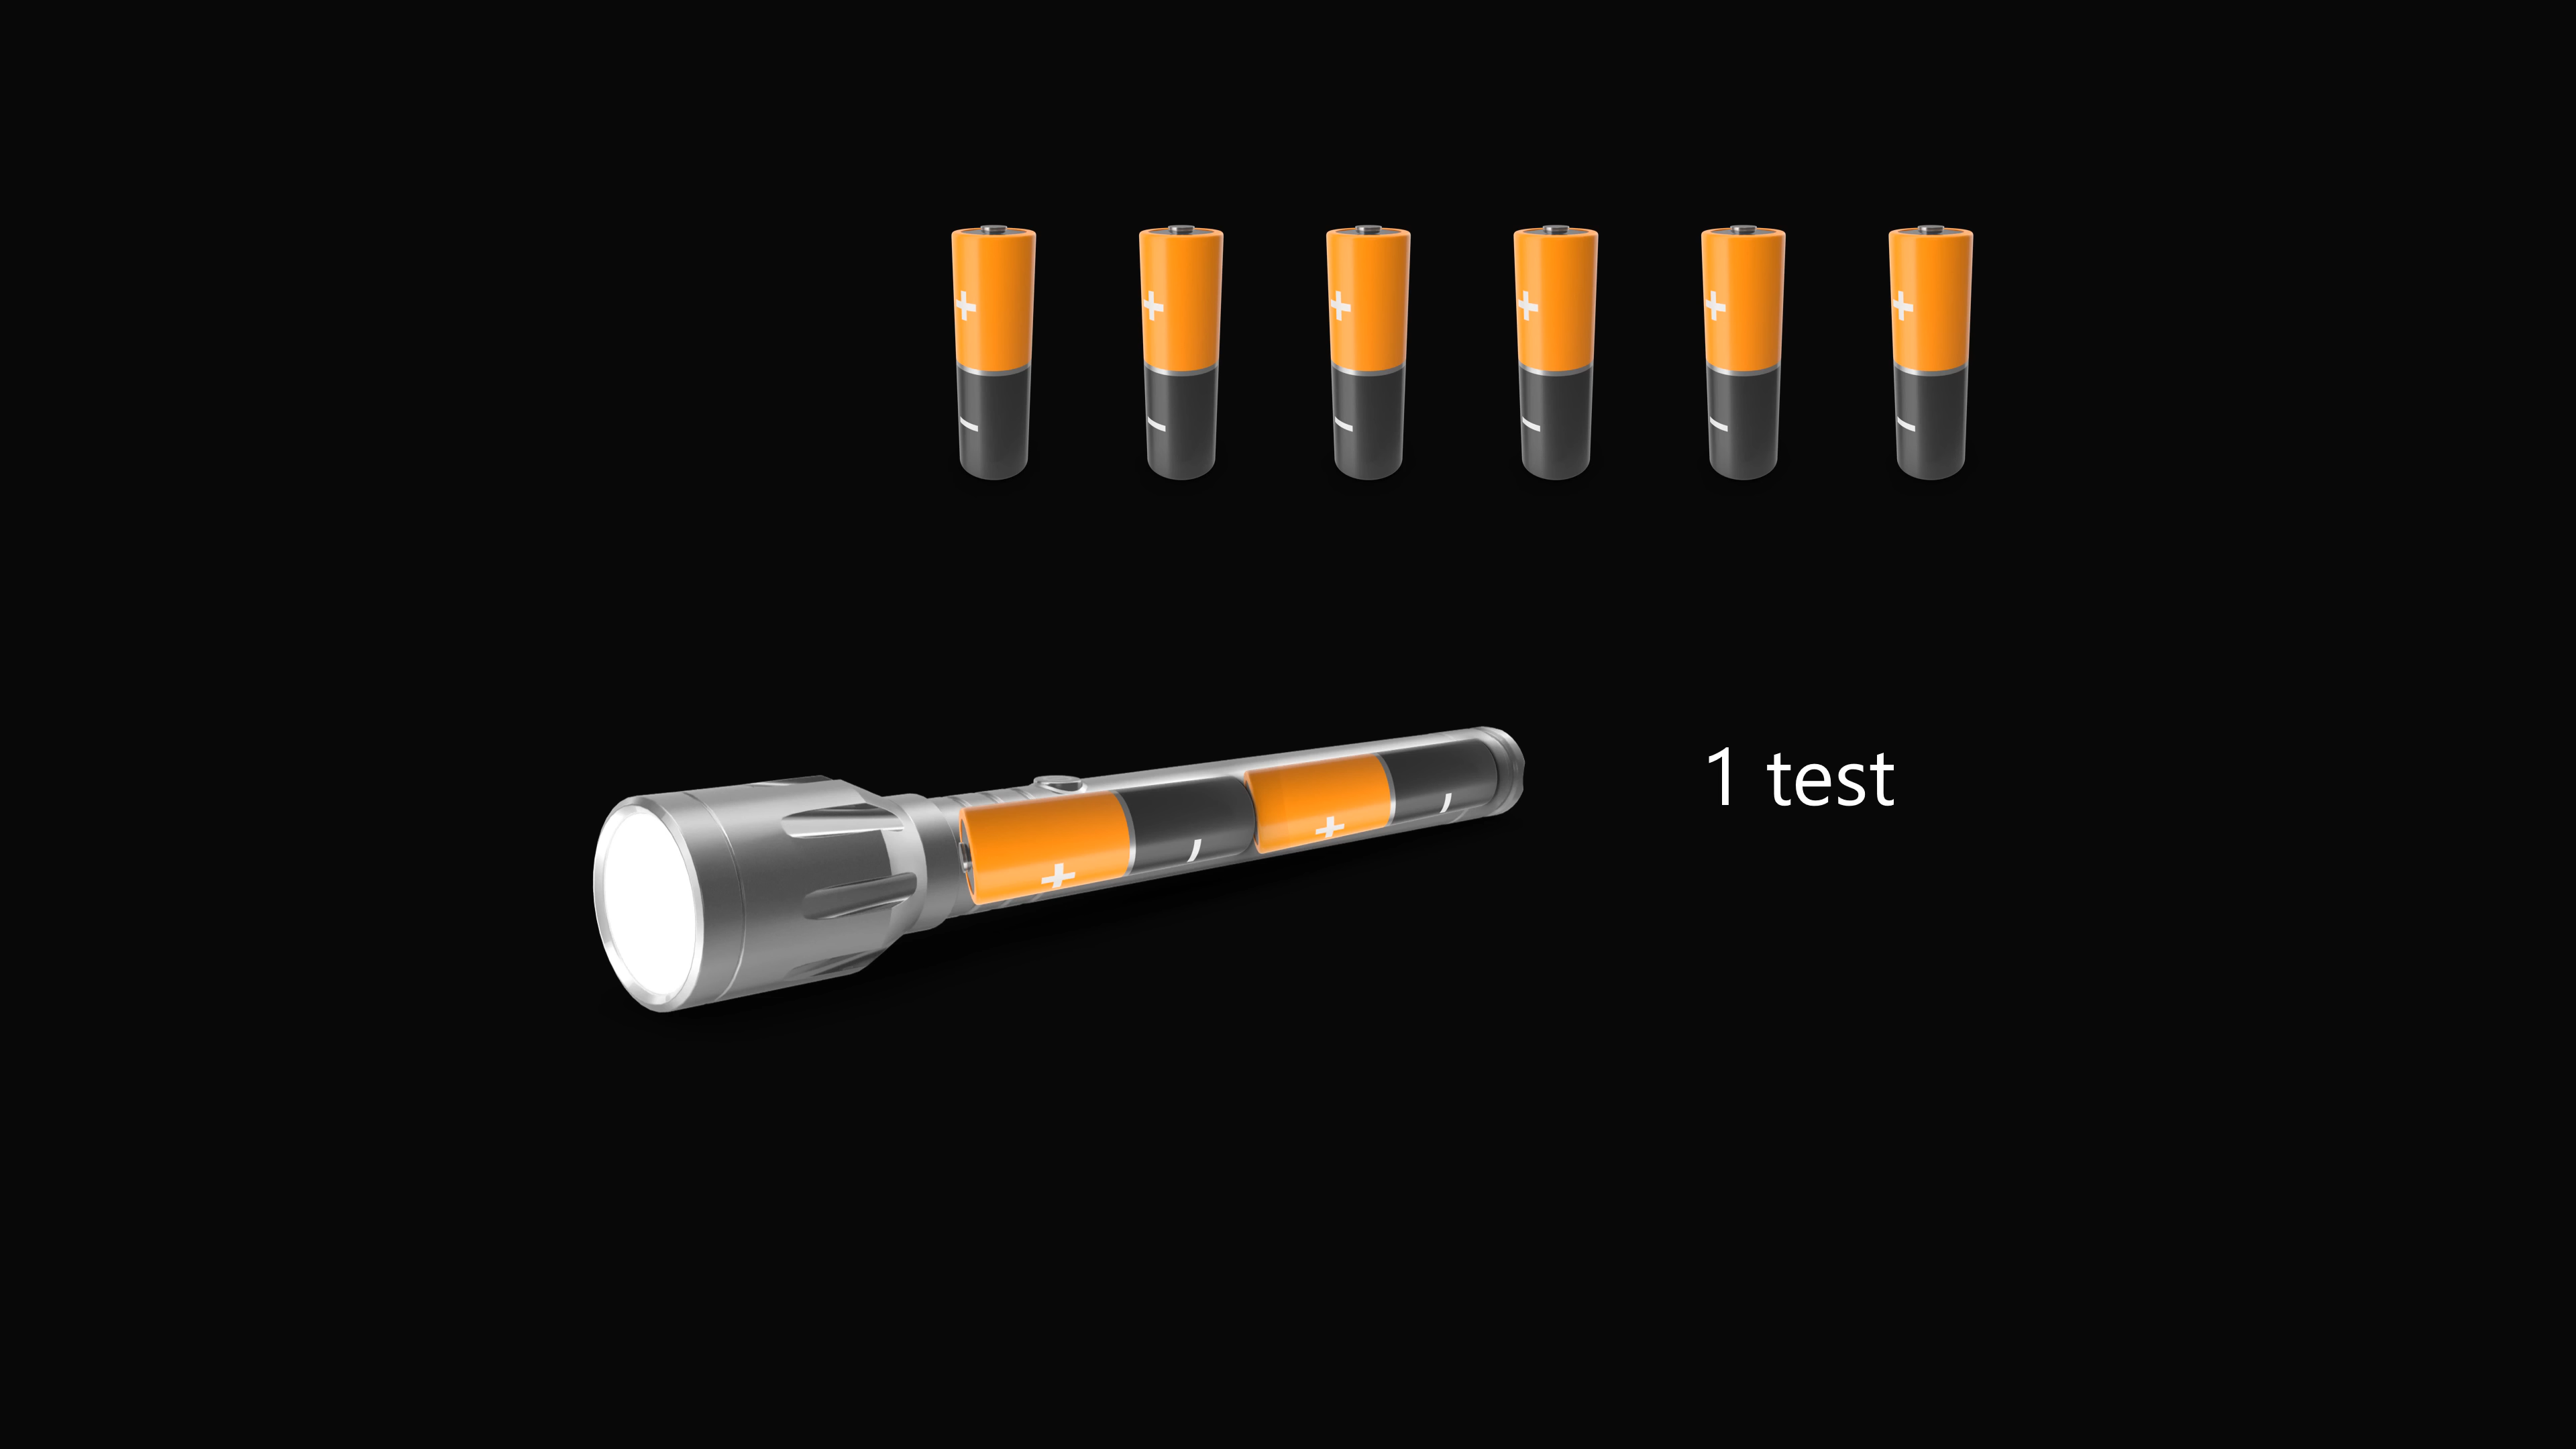 + + + + + +
- - - - - -
1 test
+ - + -